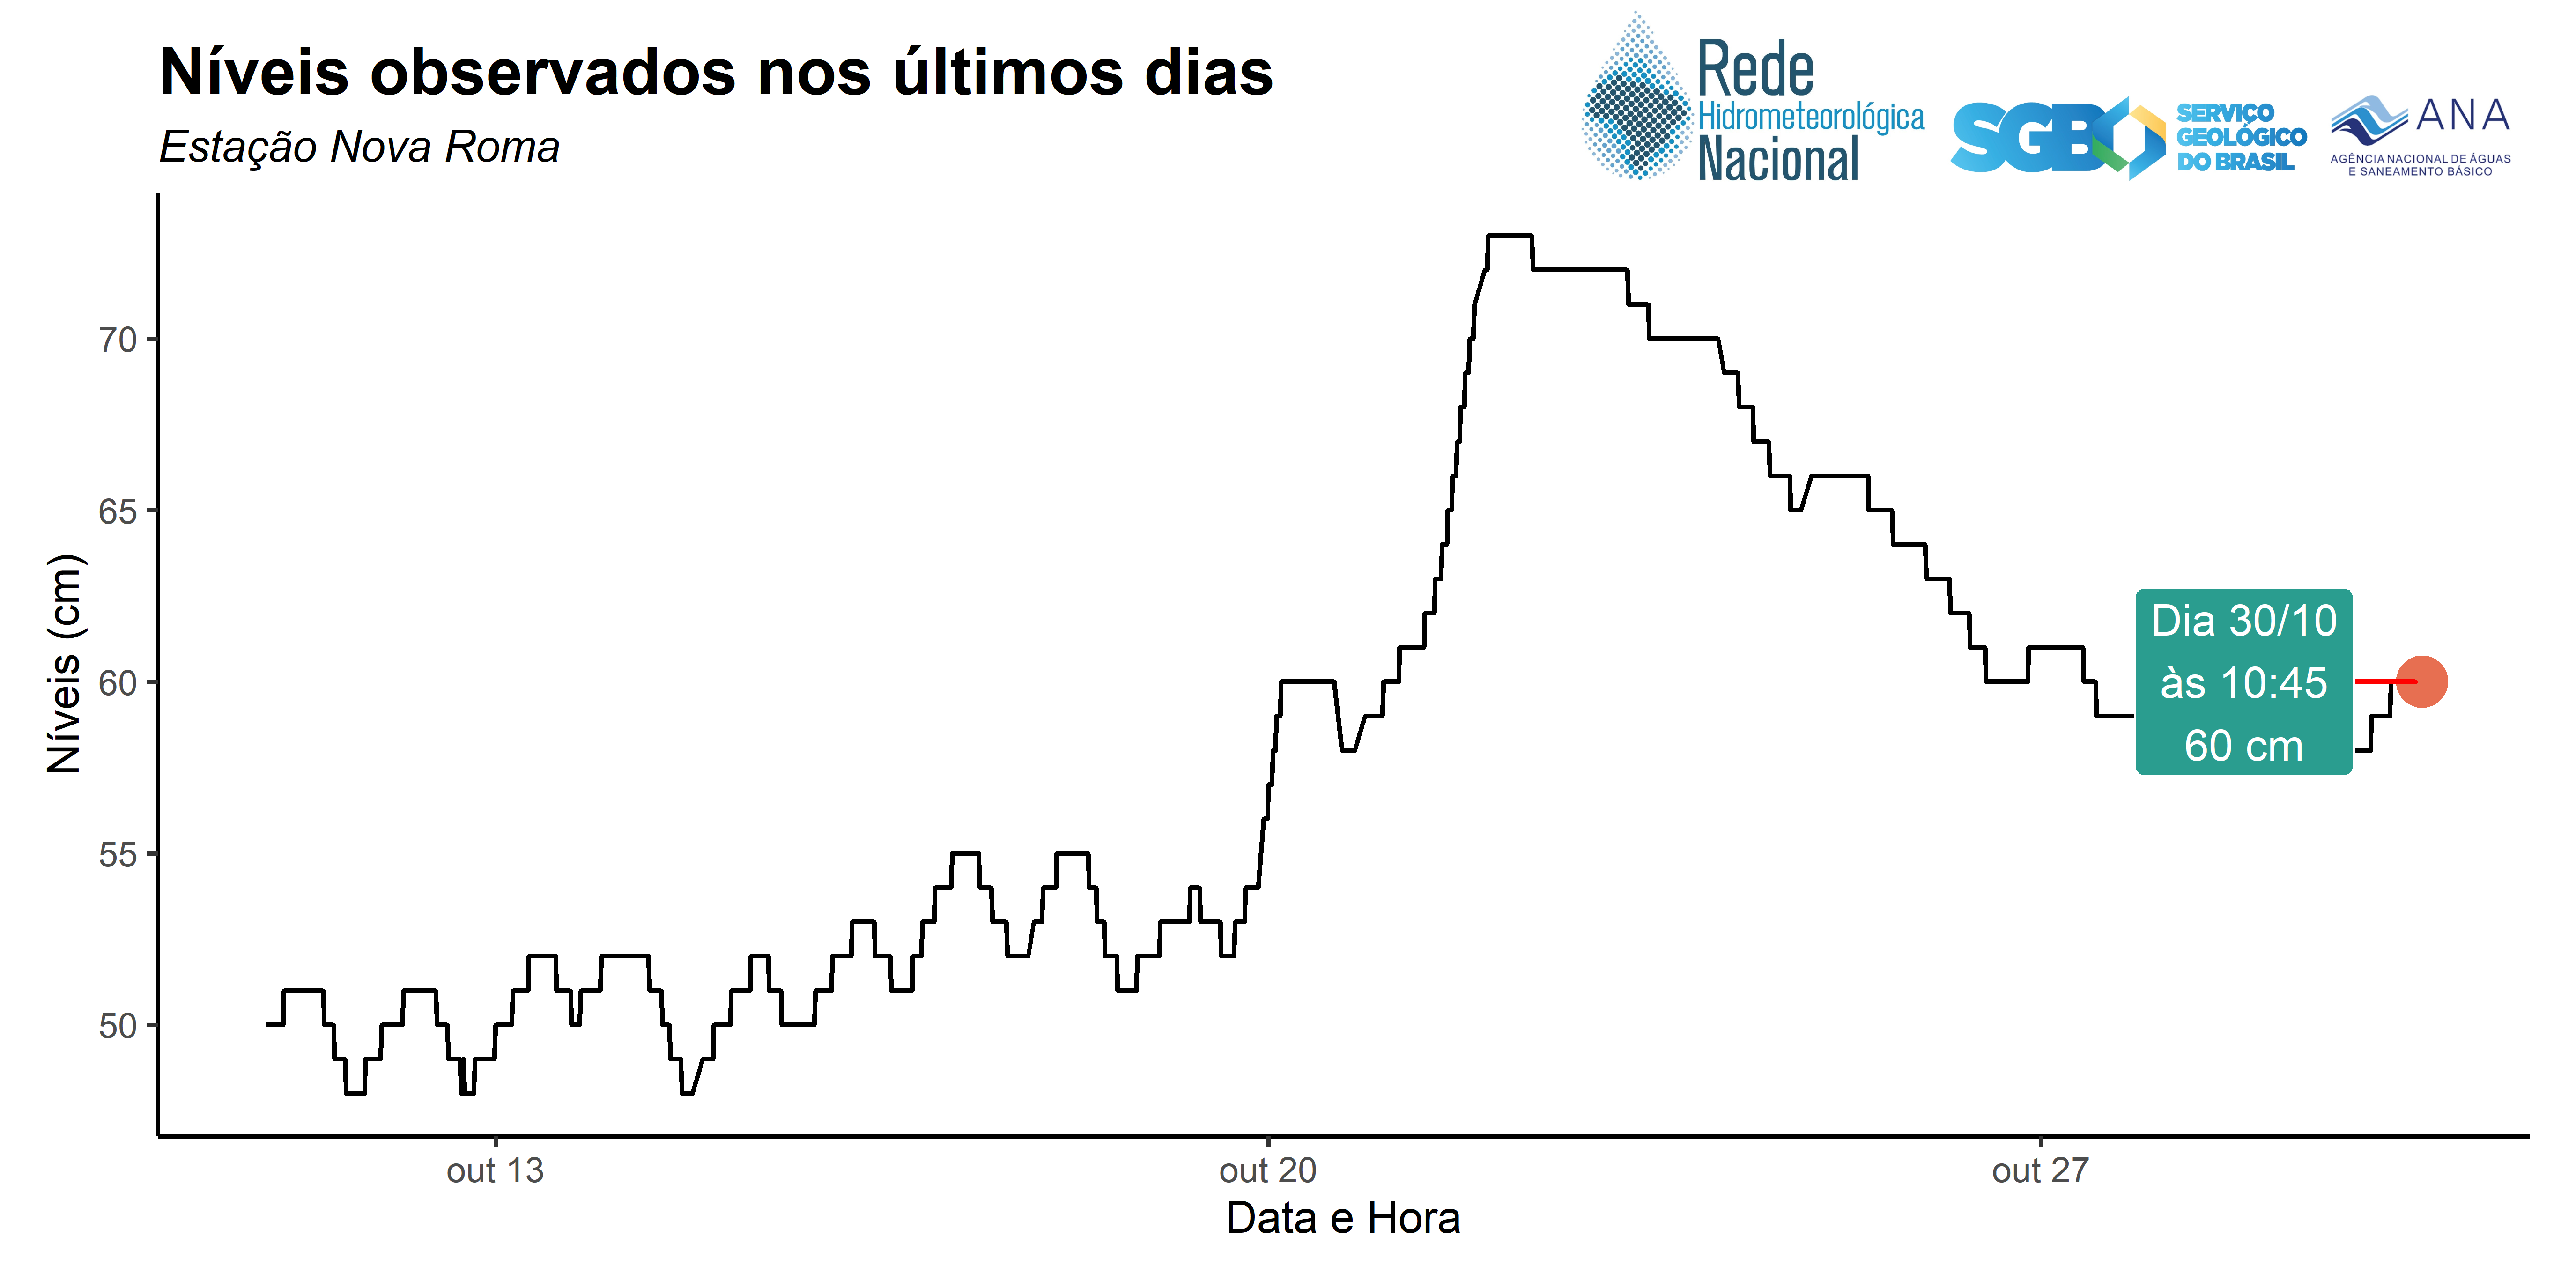 Níveis observados nos últimos dias
Estação Nova Roma
Rede
Hidrometeorológica
Nacional
SGB
SERVIÇO
GEOLÓGICO
DO BRASIL
ANA
AGÊNCIA NACIONAL DE ÁGUAS
E SANEAMENTO BÁSICO
Níveis (cm)
70
65
60
55
50
Dia 30/10
às 10:45
60 cm
out 13
out 20
out 27
Data e Hora